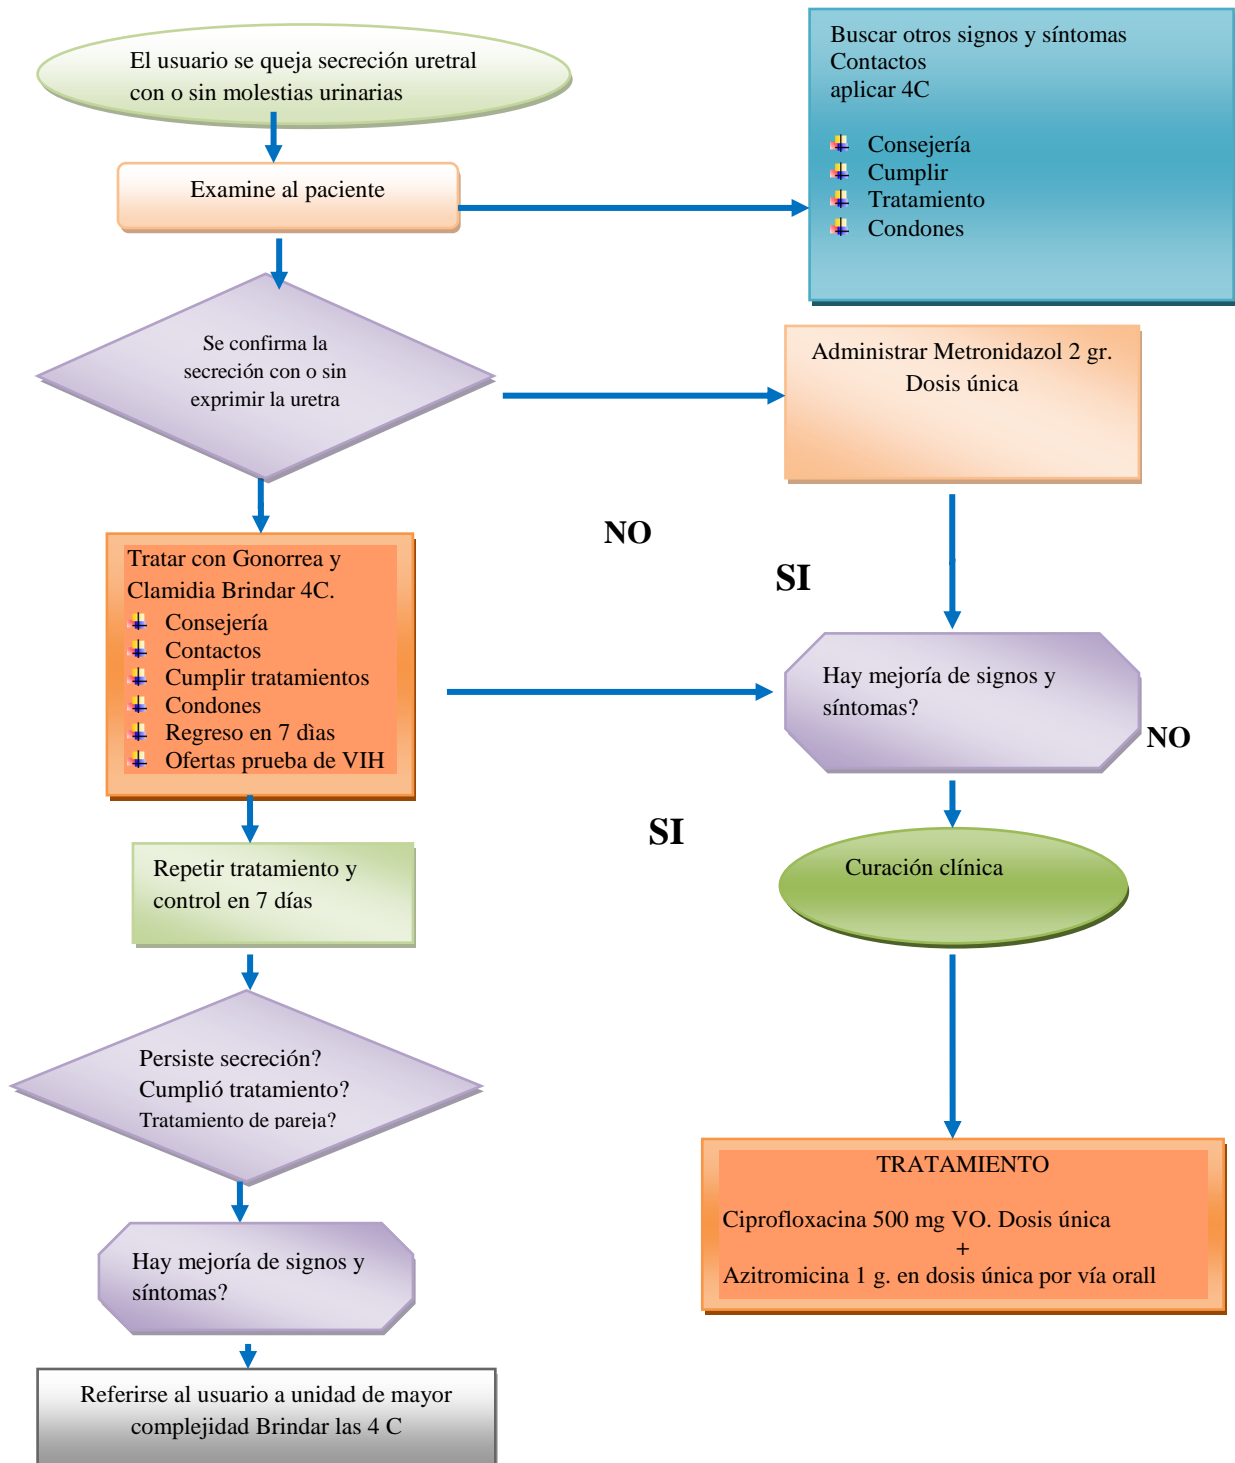 El usuario se queja secreción uretral
con o sin molestias urinarias
Buscar otros signos y síntomas
Contactos
aplicar 4C
Consejería
Cumplir
Tratamiento
Condones
Examine al paciente
Se confirma la
secreción con o sin
exprimir la uretra
Administrar Metronidazol 2 gr.
Dosis única
NO
SI
Tratar con Gonorrea y
Clamidia Brindar 4C.
Consejería
Contactos
Cumplir tratamientos
Condones
Regreso en 7 dìas
Ofertas prueba de VIH
Hay mejoría de signos y
síntomas?
NO
SI
Repetir tratamiento y
control en 7 días
Curación clínica
Persiste secreción?
Cumplió tratamiento?
Tratamiento de pareja?
TRATAMIENTO
Ciprofloxacina 500 mg VO. Dosis única
+
Azitromicina 1 g. en dosis única por vía orall
Hay mejoría de signos y
síntomas?
Referirse al usuario a unidad de mayor
complejidad Brindar las 4 C